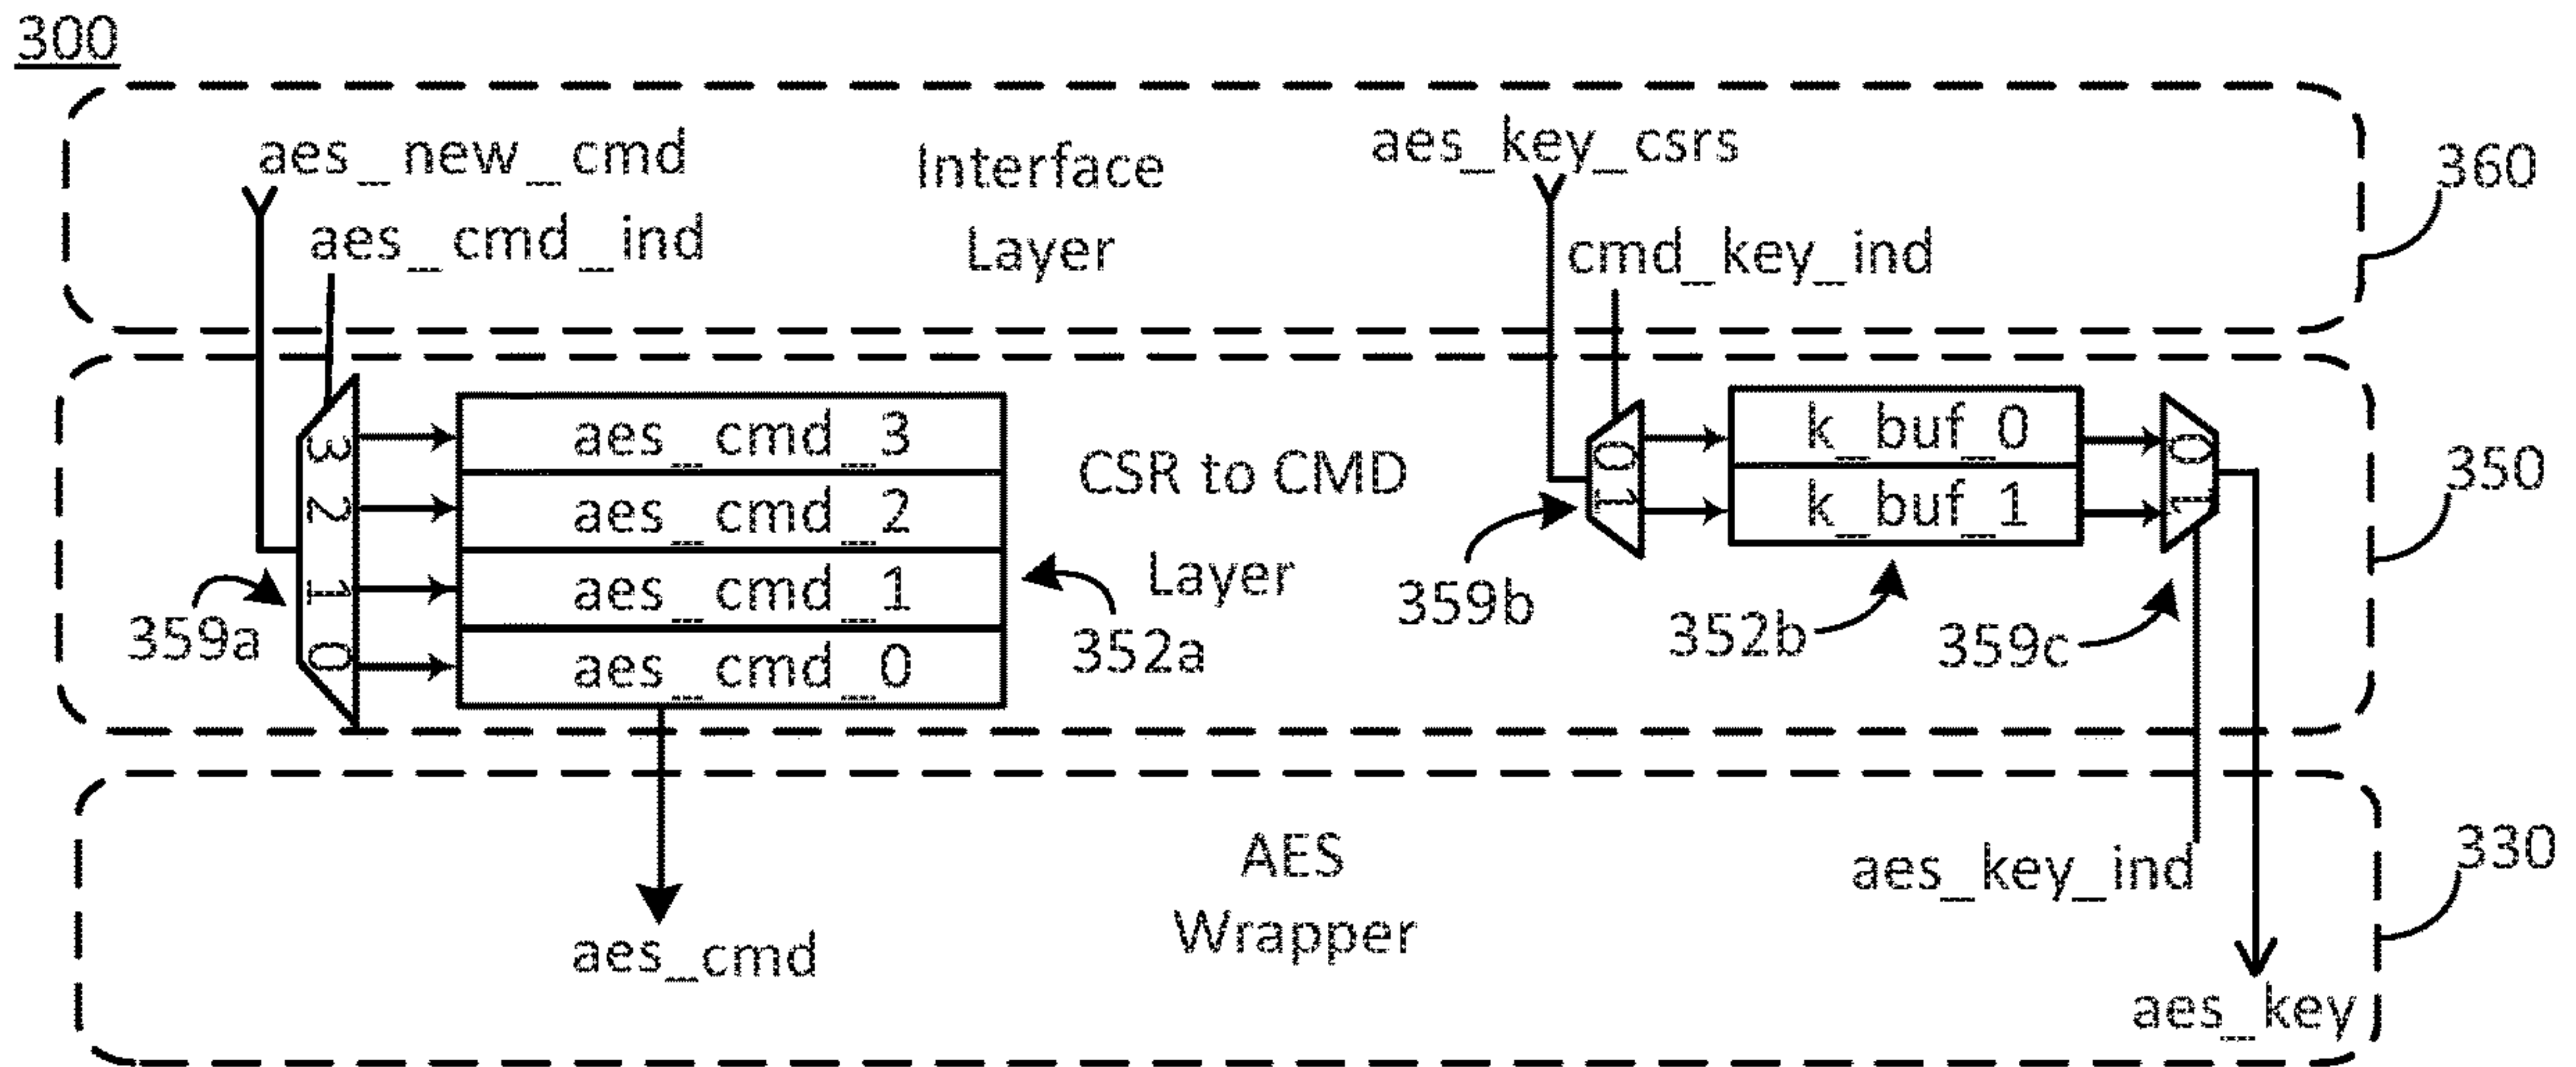 300
aes_new_cmd
aes_cmd_ind
Interface
Layer
aes_key_csrs
cmd_key_ind
360
3
2
1
0
aes_cmd_3
aes_cmd_2
aes_cmd_1
aes_cmd_0
359a
352a
CSR to CMD
Layer
0
1
k_buf_0
k_buf_1
0
1
359b
352b
359c
350
aes_cmd
AES
Wrapper
aes_key_ind
aes_key
330